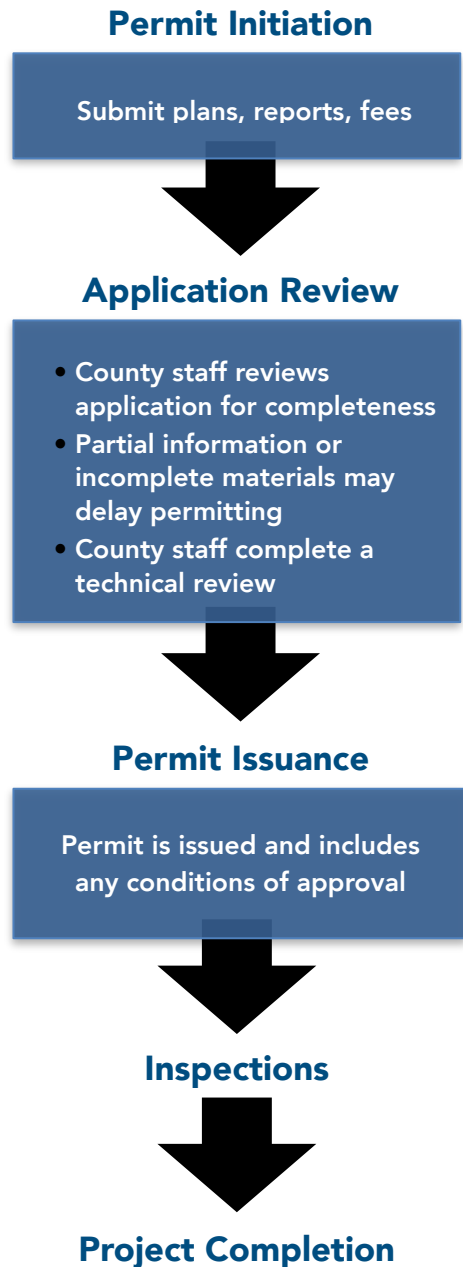 Permit Initiation
Submit plans, reports, fees
Application Review
• County staff reviews
application for completeness
• Partial information or
incomplete materials may
delay permitting
• County staff complete a
technical review
Permit Issuance
Permit is issued and includes
any conditions of approval
Inspections
Project Completion